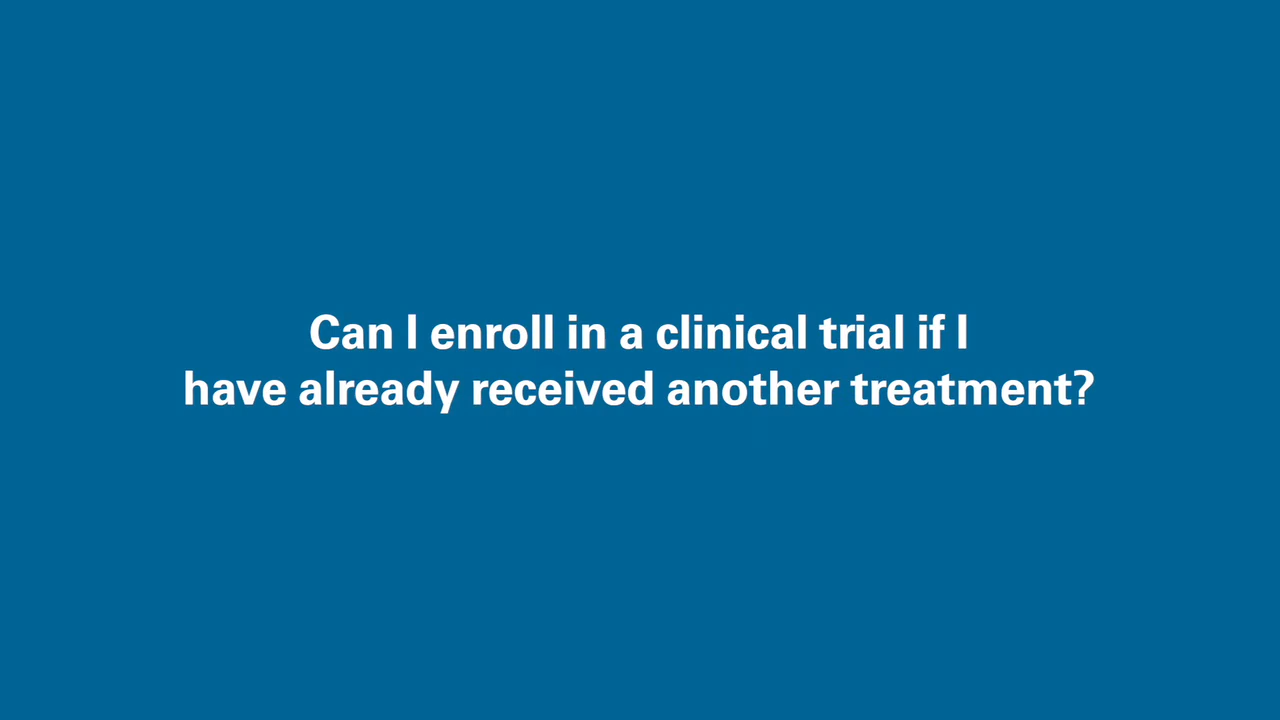 Can I enroll in a clinical trial if I
have already received another treatment?